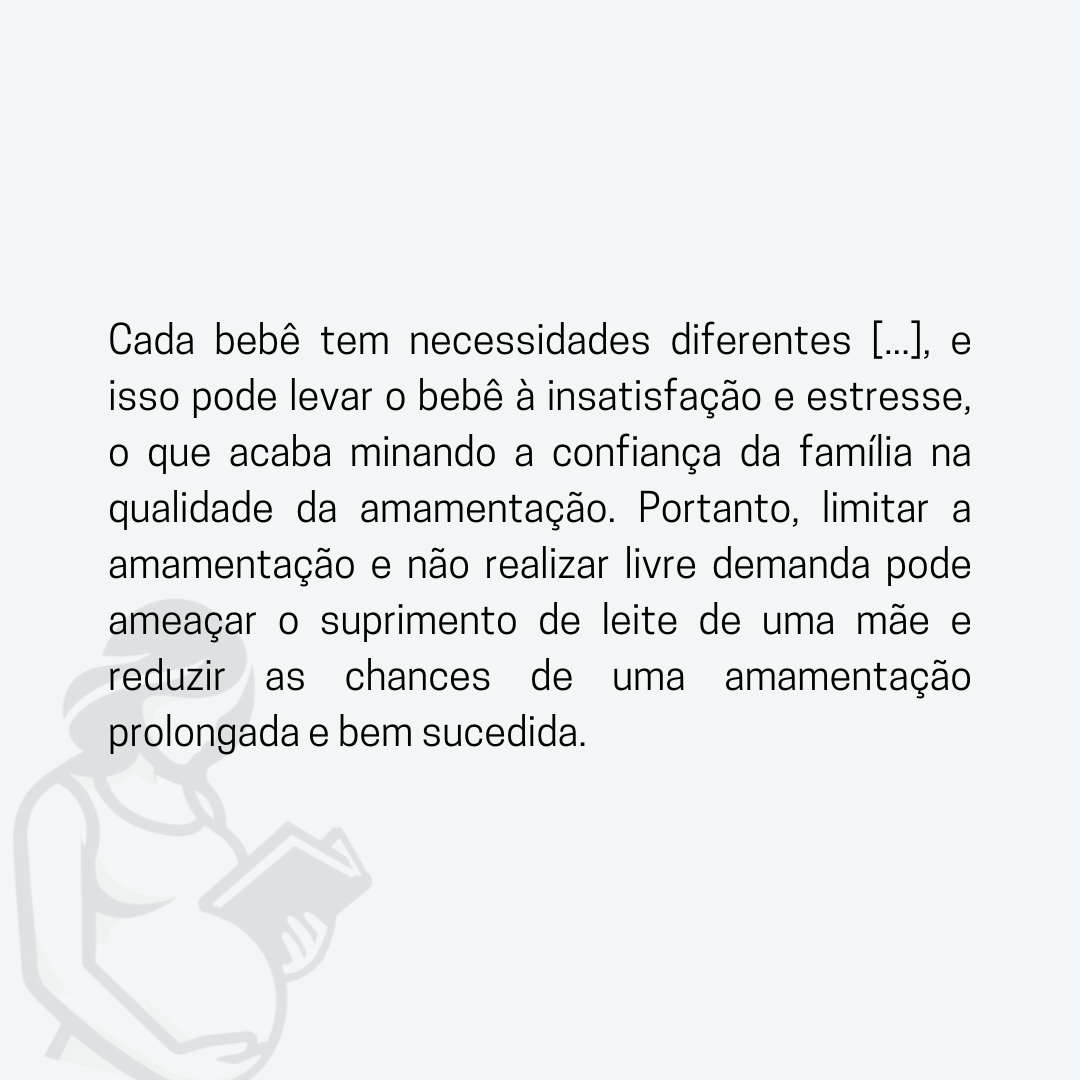 Cada bebê tem necessidades diferentes [...], e
isso pode levar o bebê à insatisfação e estresse,
o que acaba minando a confiança da família na
qualidade da amamentação. Portanto, limitar a
amamentação e não realizar livre demanda pode
ameaçar o suprimento de leite de uma mãe e
reduzir as chances de uma amamentação
prolongada e bem sucedida.